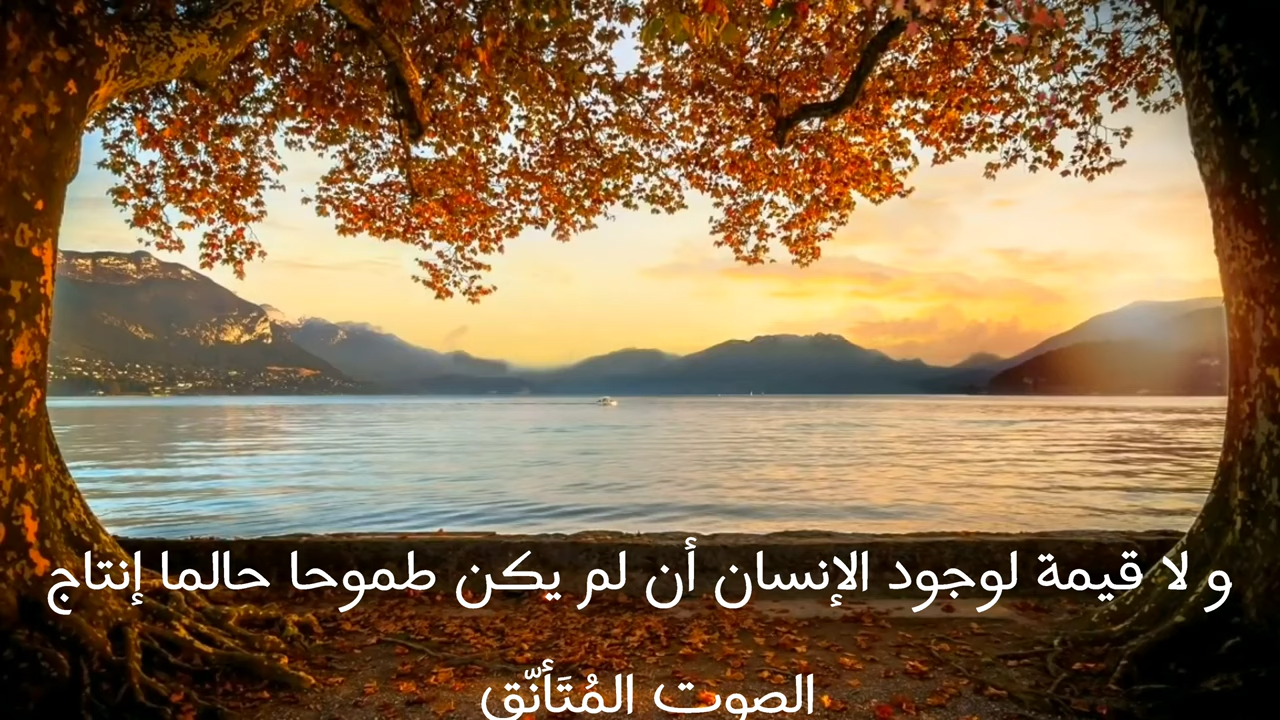 و لا قيمة لوجود الإنسان أن لم يكن طموحا حالما إنتاج
الصوت المُتَأنّق